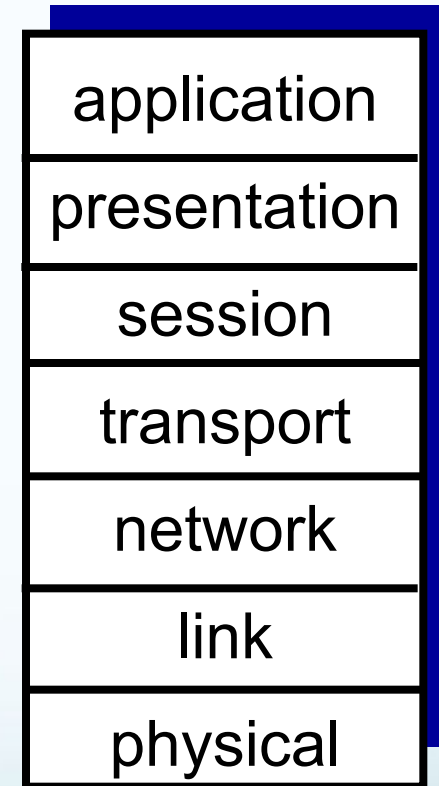 application
presentation
session
transport
network
link
physical